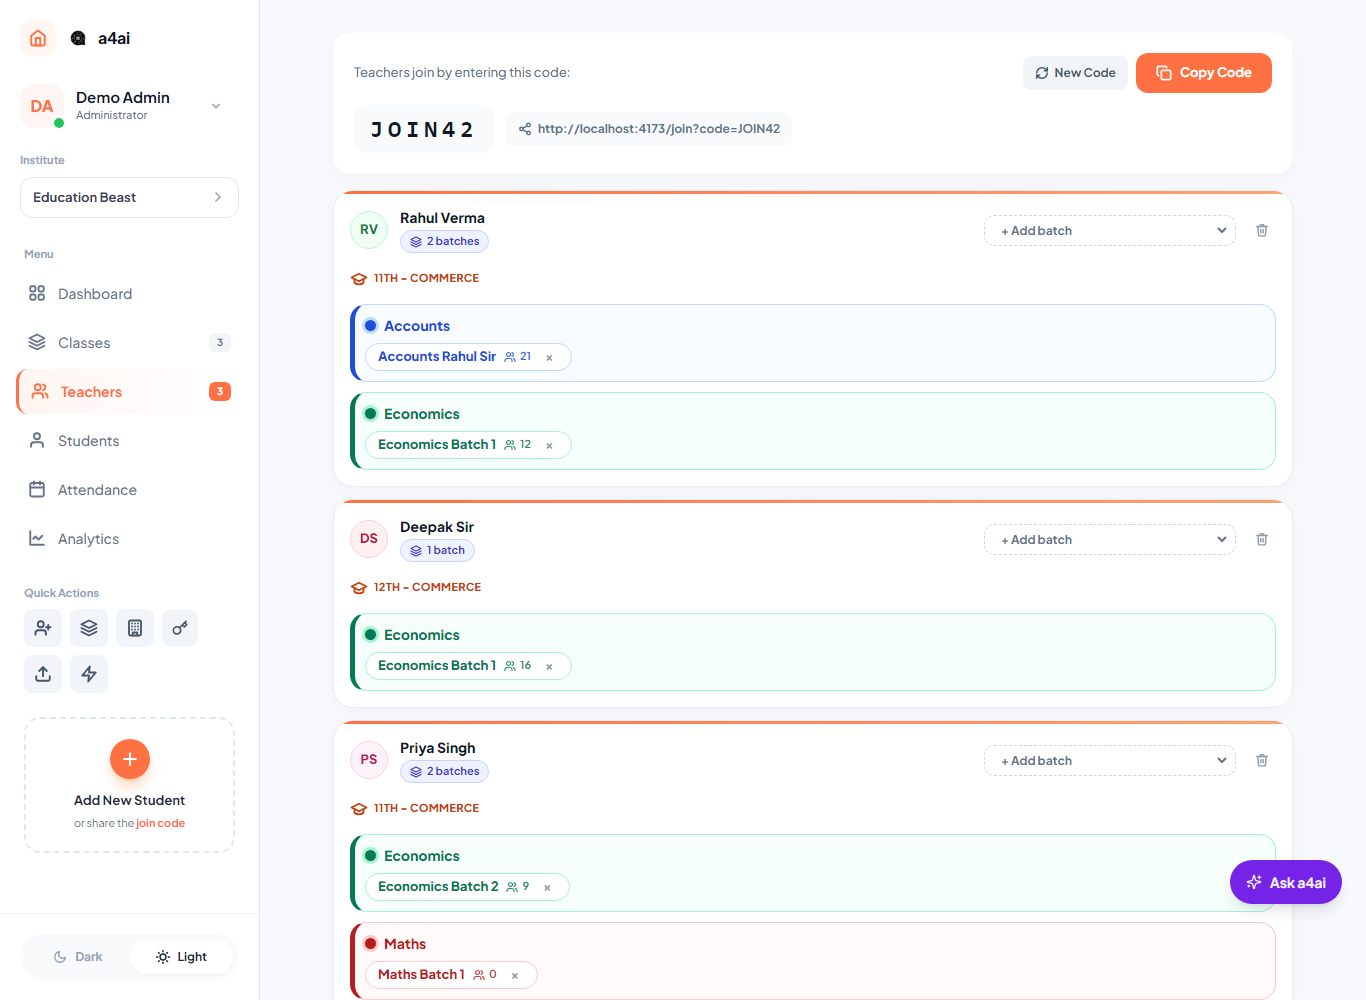 a4ai
DA
Demo Admin
Administrator
Institute
Education Beast
Menu
Dashboard
Classes 3
Teachers 3
Students
Attendance
Analytics
Quick Actions
Add New Student
or share the join code
Dark Light
Teachers join by entering this code:
New Code Copy Code
JOIN42 http://localhost:4173/join?code=JOIN42
RV Rahul Verma
2 batches
+ Add batch
11TH - COMMERCE
Accounts
Accounts Rahul Sir 21 ×
Economics
Economics Batch 1 12 ×
DS Deepak Sir
1 batch
+ Add batch
12TH - COMMERCE
Economics
Economics Batch 1 16 ×
PS Priya Singh
2 batches
+ Add batch
11TH - COMMERCE
Economics
Economics Batch 2 9 ×
Maths
Maths Batch 1 0 ×
Ask a4ai